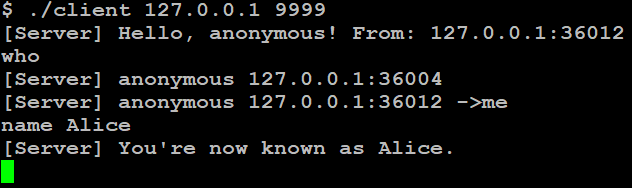 $ ./client 127.0.0.1 9999
[Server] Hello, anonymous! From: 127.0.0.1:36012
who
[Server] anonymous 127.0.0.1:36004
[Server] anonymous 127.0.0.1:36012 ->me
name Alice
[Server] You're now known as Alice.